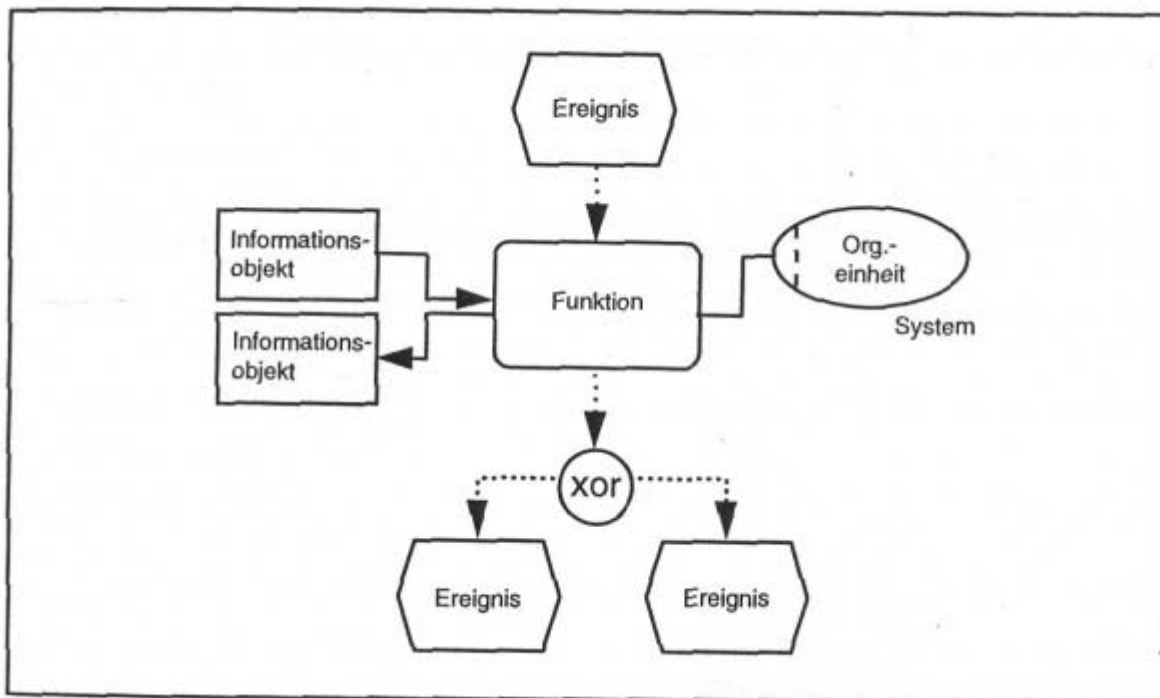 Ereignis
Informations-
objekt
Funktion
Org.-
einheit
System
Informations-
objekt
xor
Ereignis
Ereignis